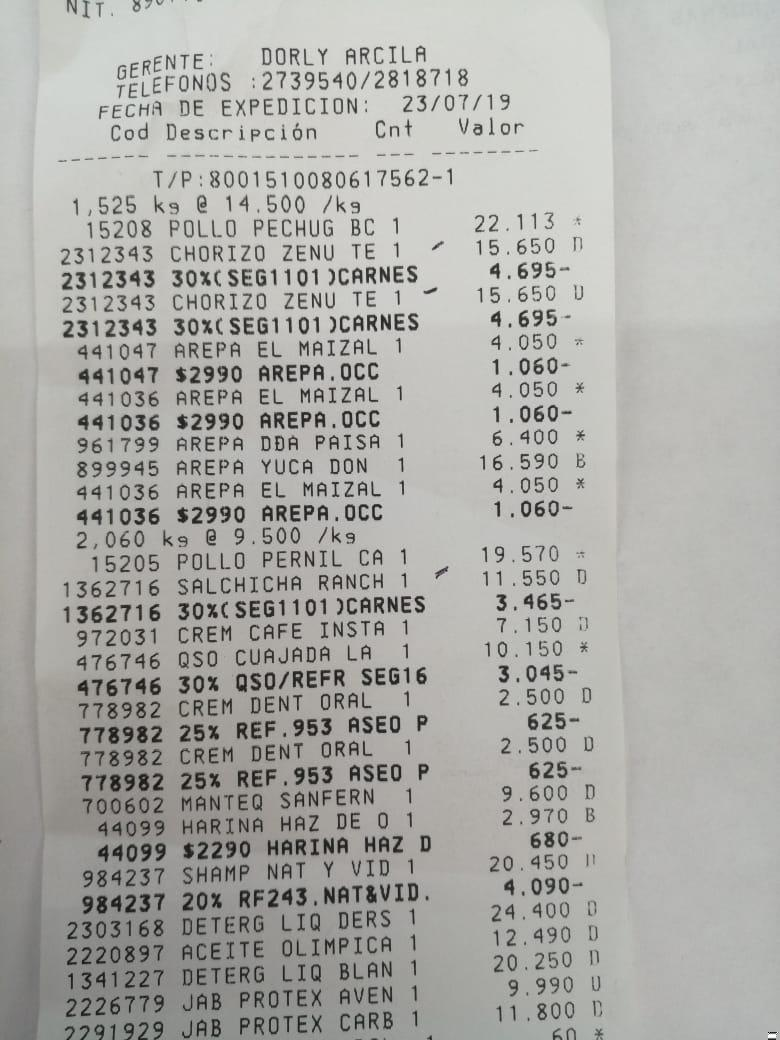 NIT.
GERENTE: DORLY ARCILA
TELEFONOS :2739540/2818718
FECHA DE EXPEDICION: 23/07/19
Cod Descripción Cnt Valor
T/P:8001510080617562-1
1,525 kg @ 14.500 /kg
15208 POLLO PECHUG BC 1 22.113 *
2312343 CHORIZO ZENU TE 1 15.650 D
2312343 30%(SEG1101)CARNES 4.695-
2312343 CHORIZO ZENU TE 1 15.650 D
2312343 30%(SEG1101)CARNES 4.695-
441047 AREPA EL MAIZAL 1 4.050 *
441047 $2990 AREPA.OCC 1.060-
441036 AREPA EL MAIZAL 1 4.050 *
441036 $2990 AREPA.OCC 1.060-
961799 AREPA DÑA PAISA 1 6.400 *
899945 AREPA YUCA DON 1 16.590 B
441036 AREPA EL MAIZAL 1 4.050 *
441036 $2990 AREPA.OCC 1.060-
2,060 kg @ 9.500 /kg
15205 POLLO PERNIL CA 1 19.570 *
1362716 SALCHICHA RANCH 1 11.550 D
1362716 30%(SEG1101)CARNES 3.465-
972031 CREM CAFE INSTA 1 7.150 D
476746 QSO CUAJADA LA 1 10.150 *
476746 30% QSO/REFR SEG16 3.045-
778982 CREM DENT ORAL 1 2.500 D
778982 25% REF.953 ASEO P 625-
778982 CREM DENT ORAL 1 2.500 D
778982 25% REF.953 ASEO P 625-
700602 MANTEQ SANFERN 1 9.600 D
44099 HARINA HAZ DE O 1 2.970 B
44099 $2290 HARINA HAZ D 680-
984237 SHAMP NAT Y VID 1 20.450 D
984237 20% RF243.NAT&VID. 4.090-
2303168 DETERG LIQ DERS 1 24.400 D
2220897 ACEITE OLIMPICA 1 12.490 D
1341227 DETERG LIQ BLAN 1 20.250 D
2226779 JAB PROTEX AVEN 1 9.990 D
2291929 JAB PROTEX CARB 1 11.800 D
60 *